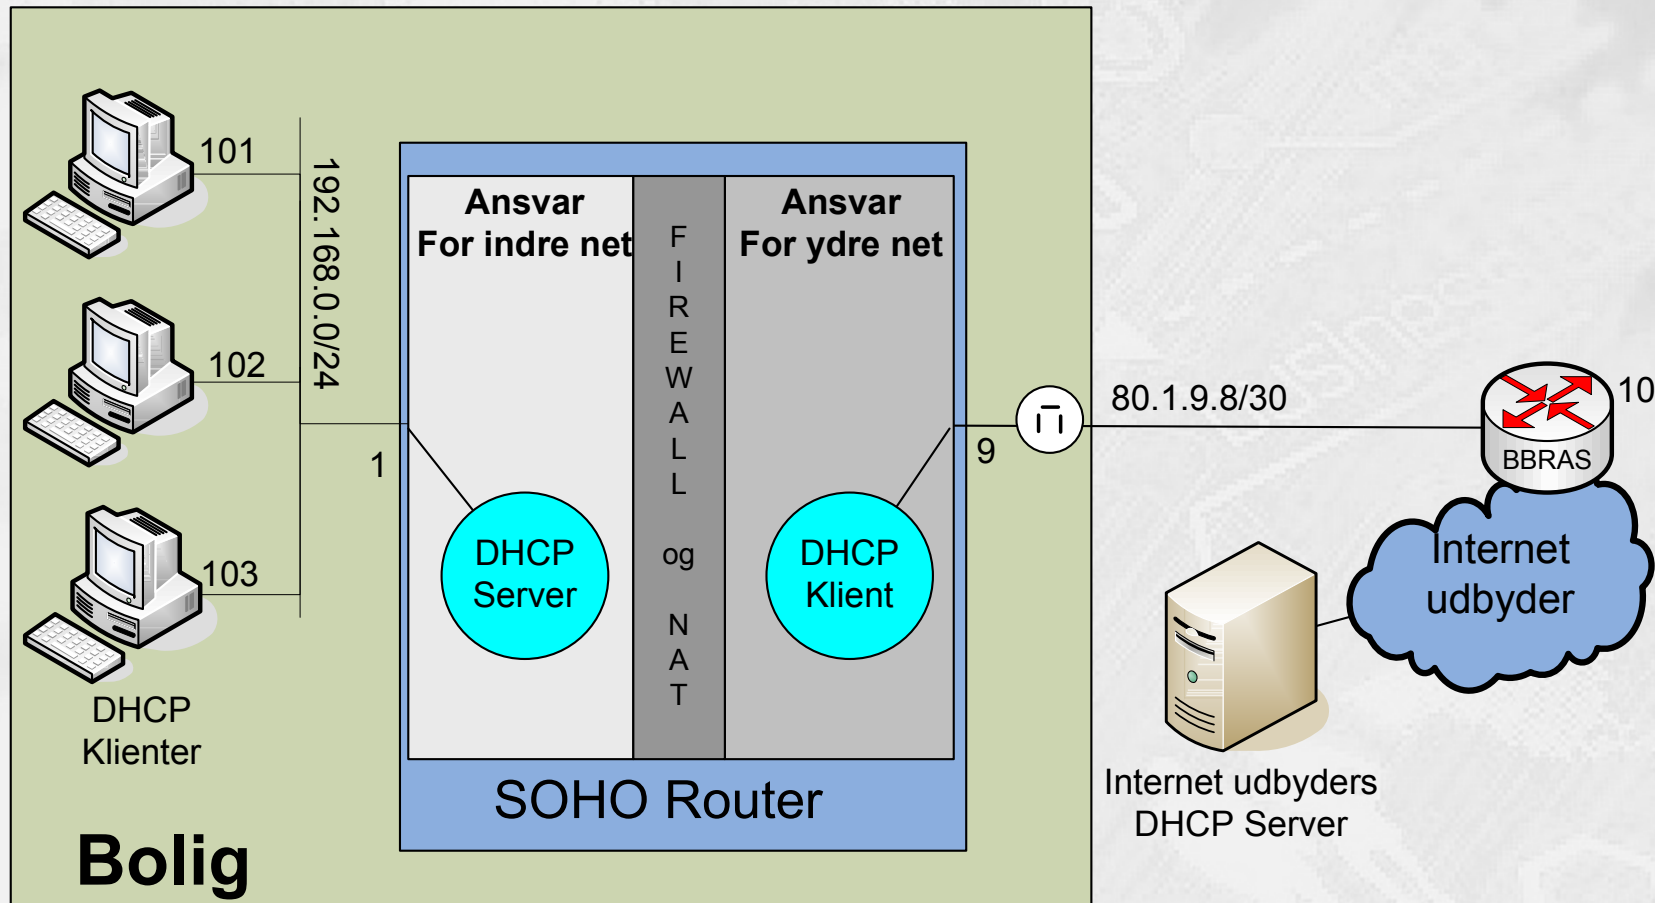 101
102
103
192.168.0.0/24
DHCP
Klienter
Bolig
1
Ansvar
For indre net
DHCP
Server
FIREWALL
og
NAT
Ansvar
For ydre net
DHCP
Klient
SOHO Router
9
80.1.9.8/30
10
BBRAS
Internet
udbyder
Internet udbyders
DHCP Server